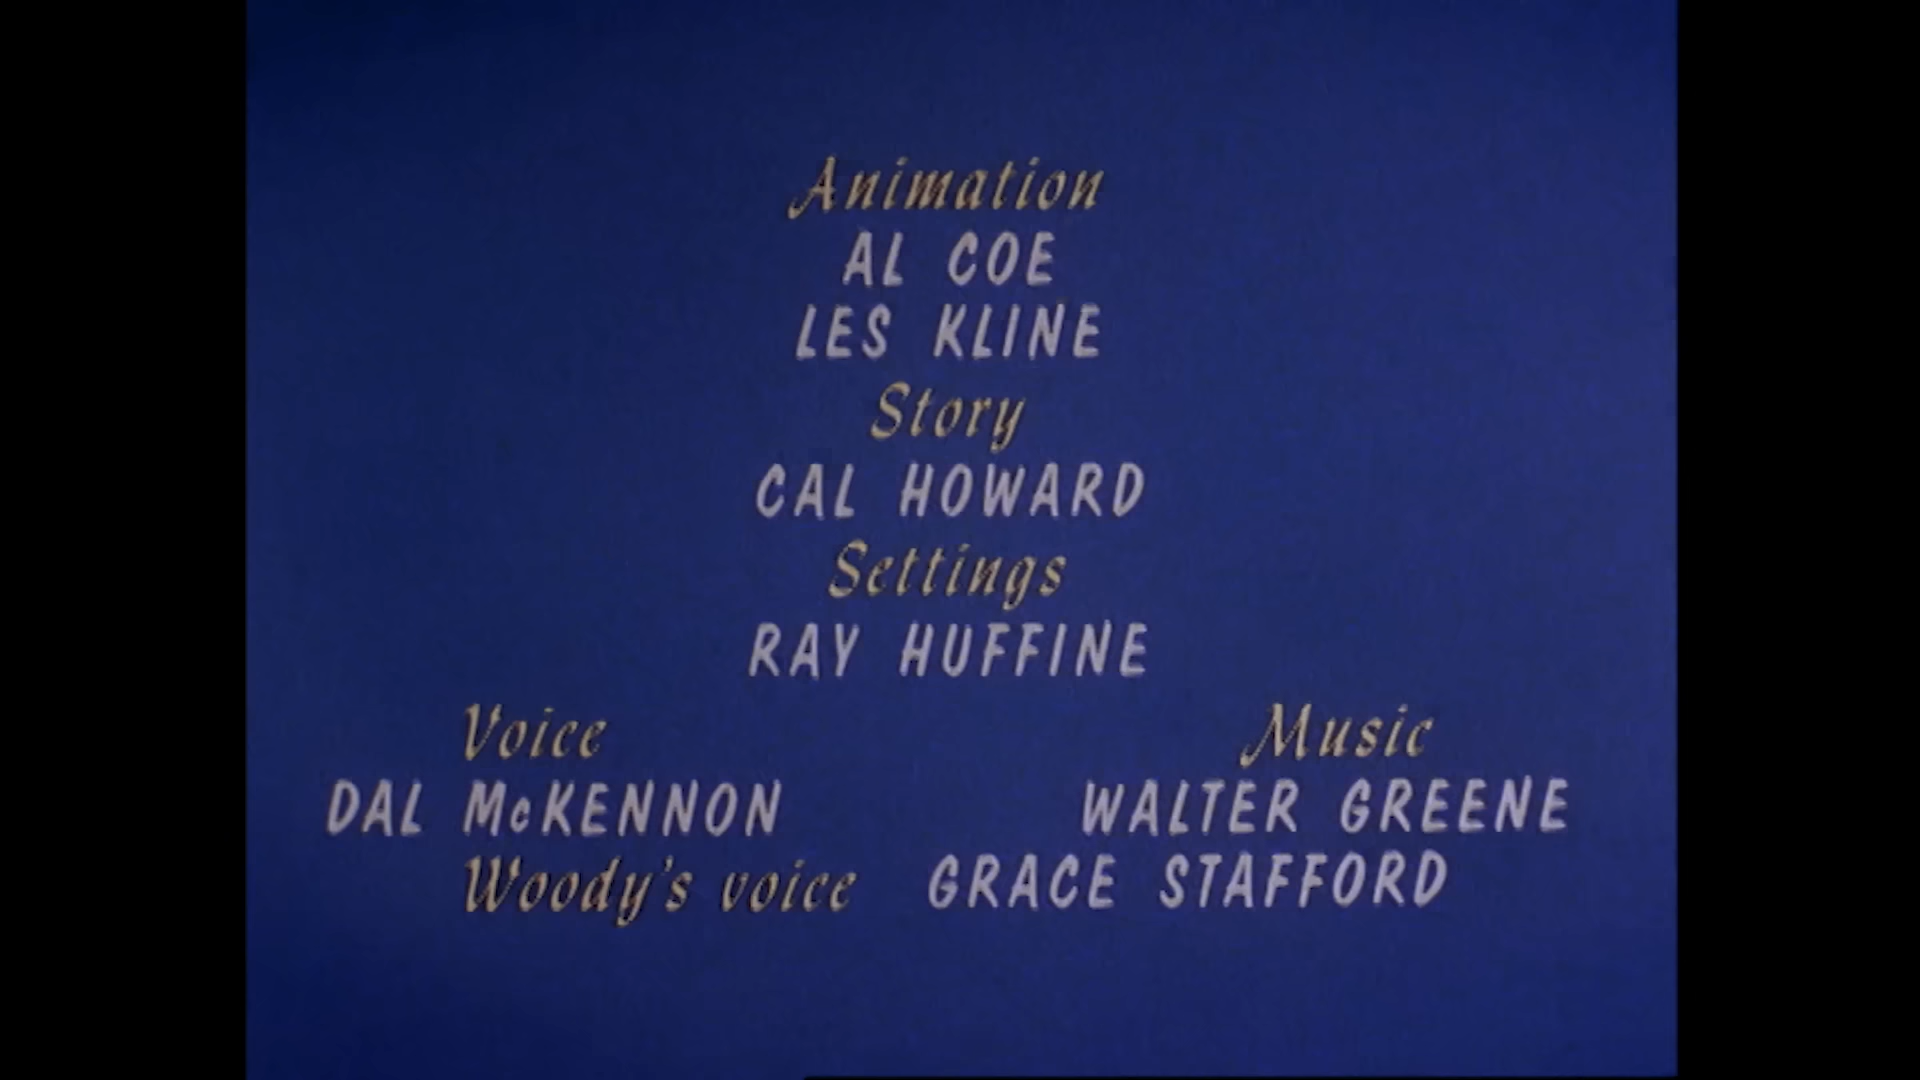 Animation
AL COE
LES KLINE
Story
CAL HOWARD
Settings
RAY HUFFINE
Voice Music
DAL McKENNON WALTER GREENE
Woody's voice GRACE STAFFORD